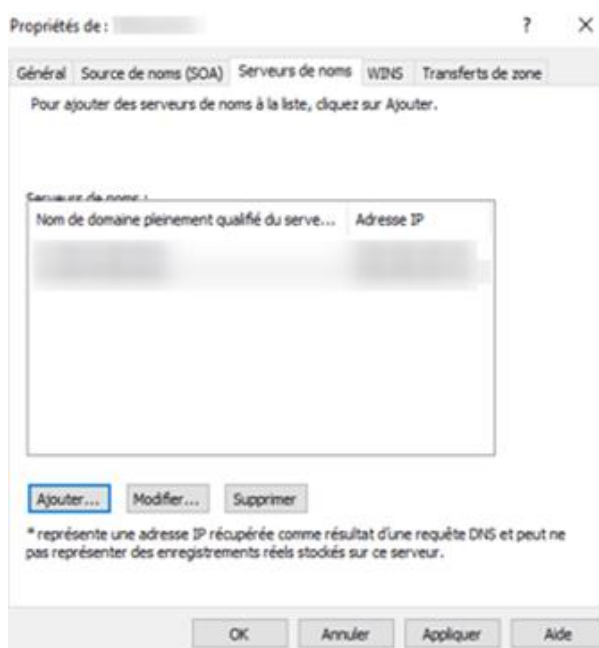 Propriétés de : ? ×
Général Source de noms (SOA) Serveurs de noms WINS Transferts de zone
Pour ajouter des serveurs de noms à la liste, cliquez sur Ajouter.
Serveurs de noms :
Nom de domaine pleinement qualifié du serve... Adresse IP
Ajouter... Modifier... Supprimer
* représente une adresse IP récupérée comme résultat d'une requête DNS et peut ne
pas représenter des enregistrements réels stockés sur ce serveur.
OK Annuler Appliquer Aide